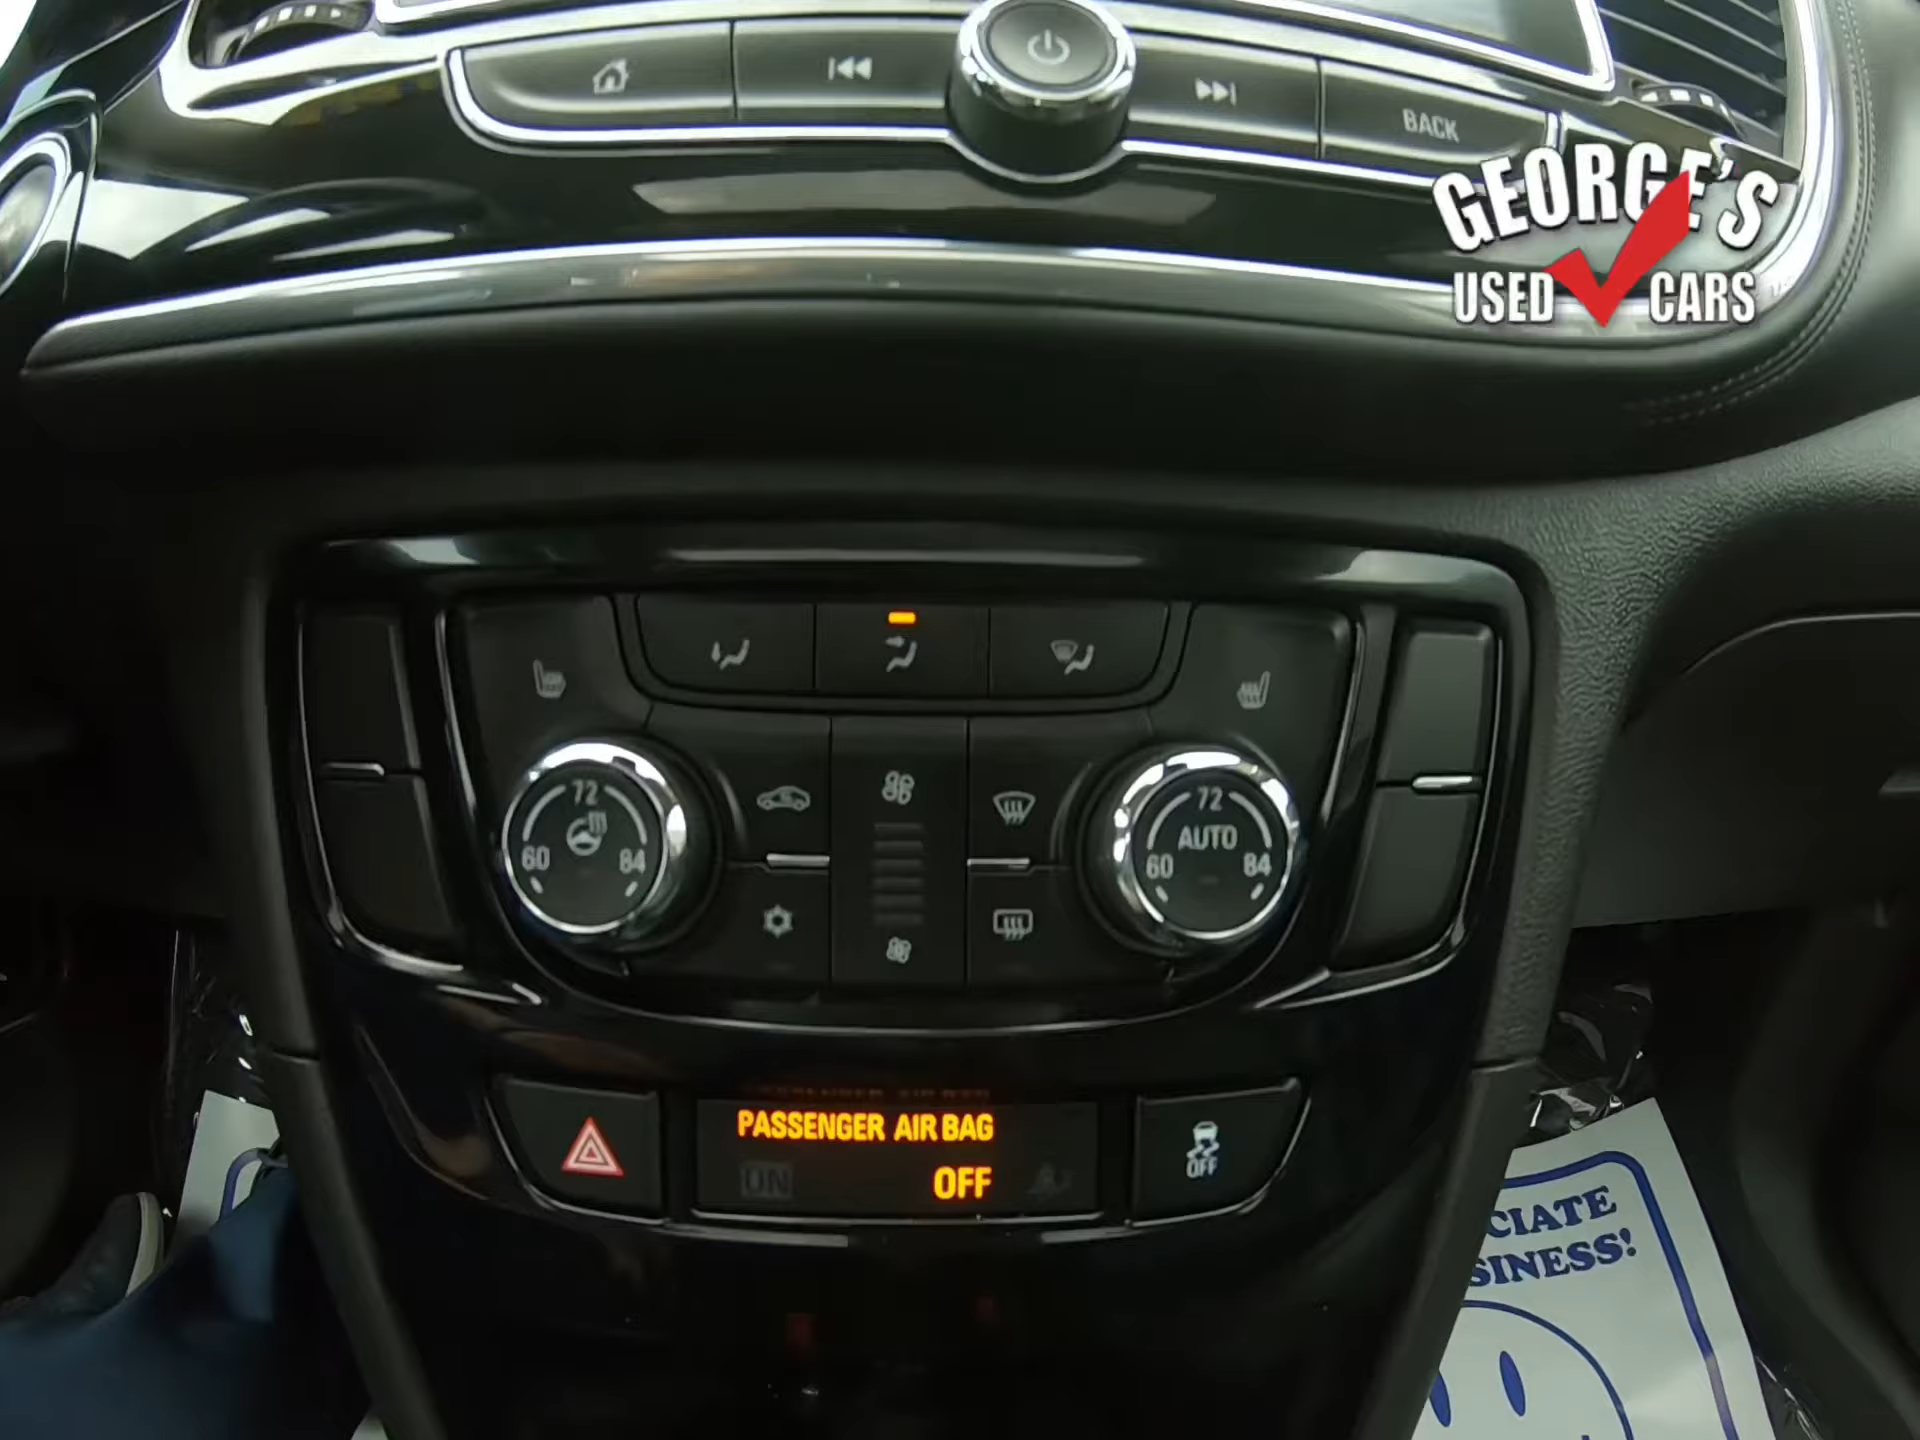 BACK
GEORGE'S
USED CARS
72
60 84
72
AUTO
60 84
PASSENGER AIR BAG
ON OFF
OFF
CIATE
SINESS!